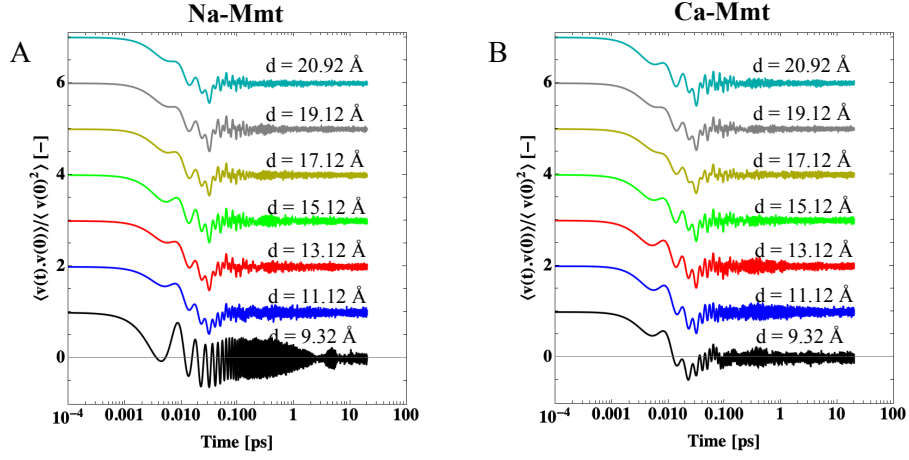 Na-Mmt
A
⟨v(t).v(0)⟩/⟨ v(0)² ⟩ [−]
6
4
2
0
d = 20.92 Å
d = 19.12 Å
d = 17.12 Å
d = 15.12 Å
d = 13.12 Å
d = 11.12 Å
d = 9.32 Å
10⁻⁴ 0.001 0.010 0.100 1 10 100
Time [ps]
Ca-Mmt
B
⟨v(t).v(0)⟩/⟨ v(0)² ⟩ [−]
6
4
2
0
d = 20.92 Å
d = 19.12 Å
d = 17.12 Å
d = 15.12 Å
d = 13.12 Å
d = 11.12 Å
d = 9.32 Å
10⁻⁴ 0.001 0.010 0.100 1 10 100
Time [ps]